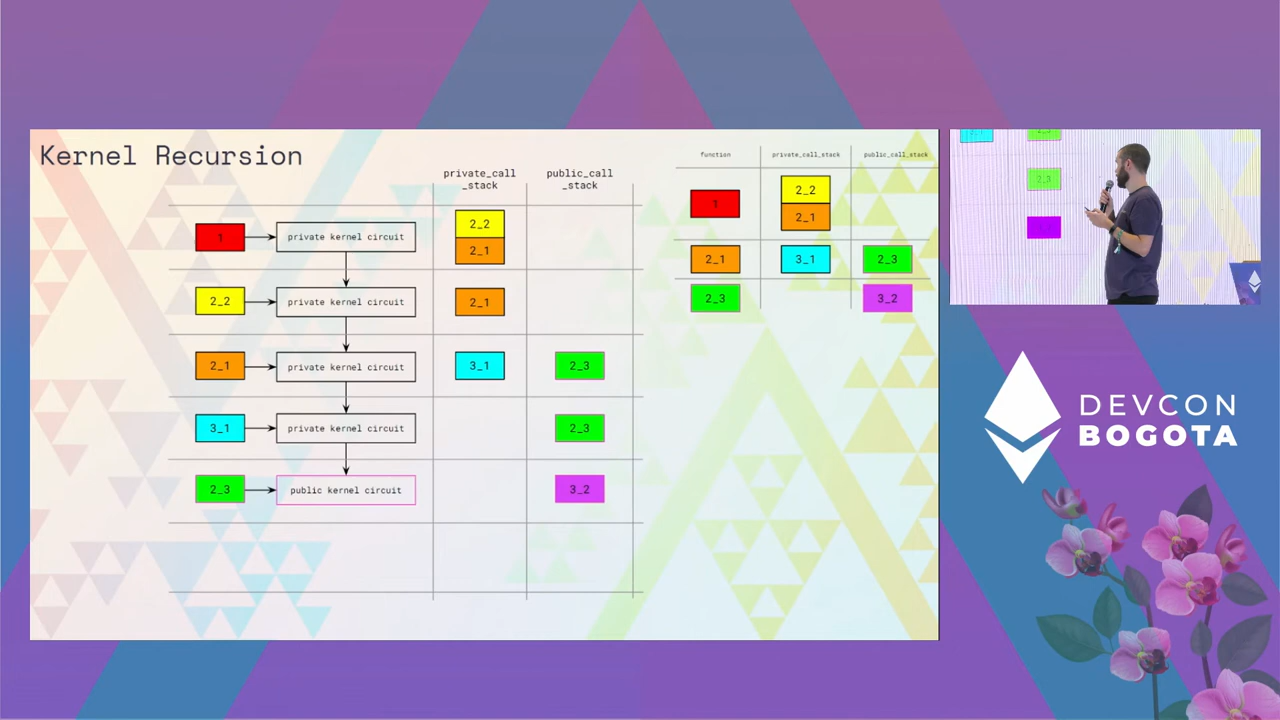 Kernel Recursion
private_call
_stack
public_call
_stack
1
private kernel circuit
2_2
2_1
2_2
private kernel circuit
2_1
2_1
private kernel circuit
3_1
2_3
3_1
private kernel circuit
2_3
2_3
public kernel circuit
3_2
function
private_call_stack
public_call_stack
1
2_2
2_1
2_1
3_1
2_3
2_3
3_2
2_3
DEVCON
BOGOTA